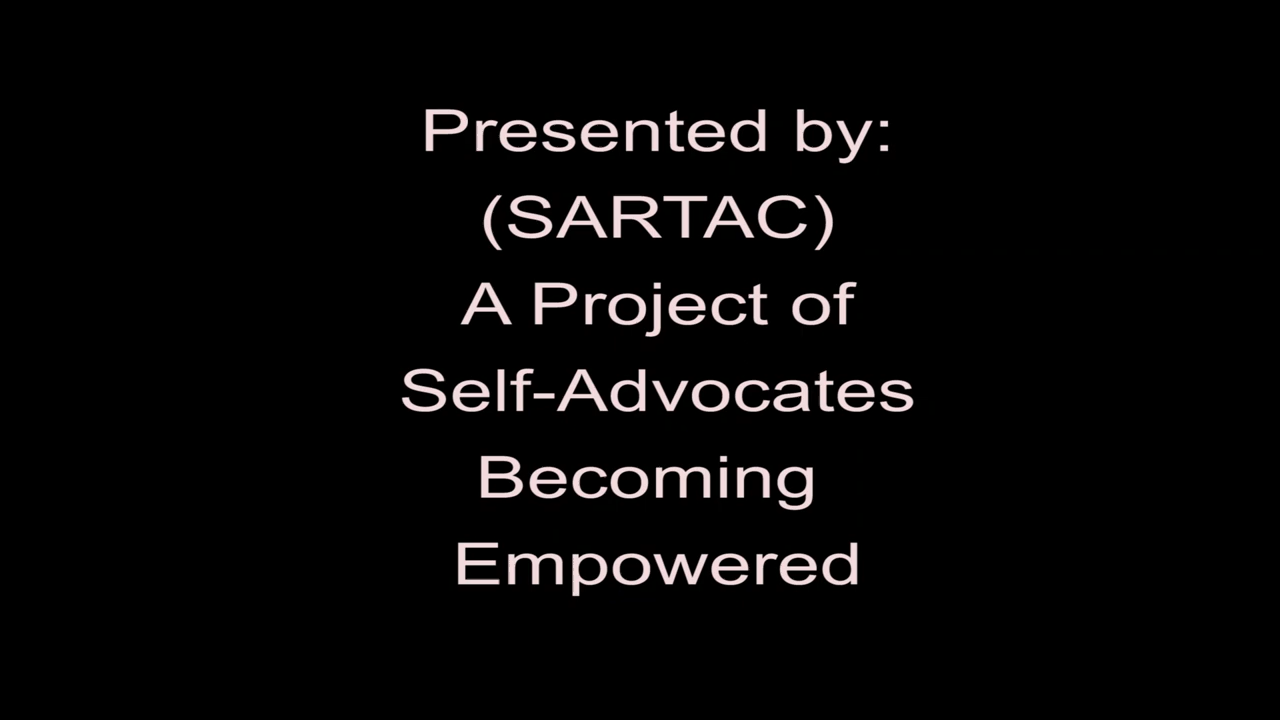 Presented by:
(SARTAC)
A Project of
Self-Advocates
Becoming
Empowered